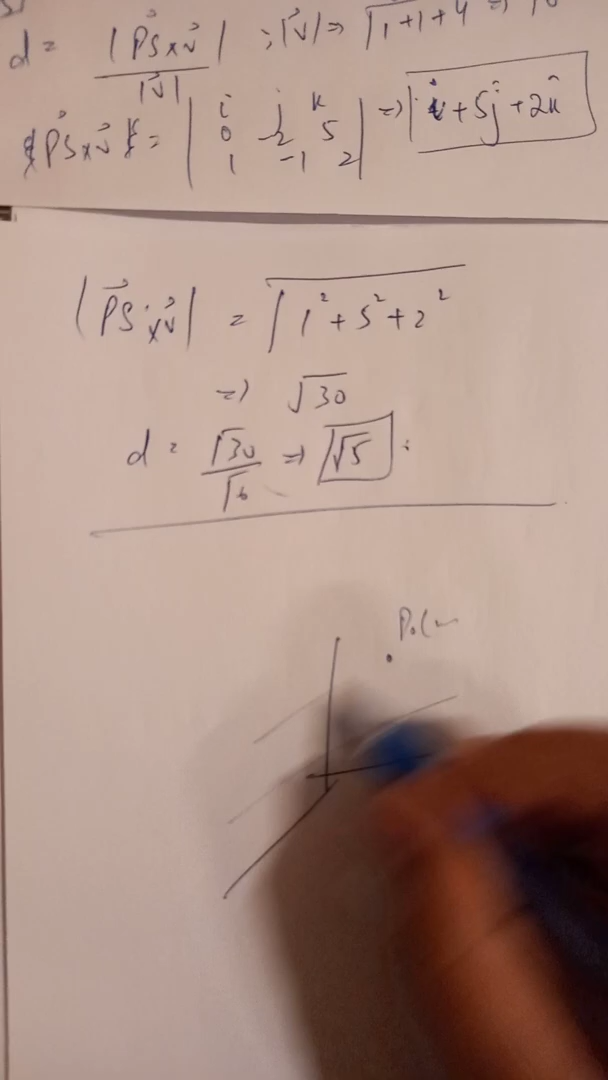 d = |PS⃗ × v⃗| / |v⃗| ; |v⃗| ⇒ √1+1+4 ⇒
PS⃗ × v⃗ = | i j k | ⇒ i + 5j + 2k̂
0 -2 5
1 -1 2
|PS⃗ × v⃗| = √1² + 5² + 2²
⇒ √30
d = √30 / √6 ⇒ √5
P₀(